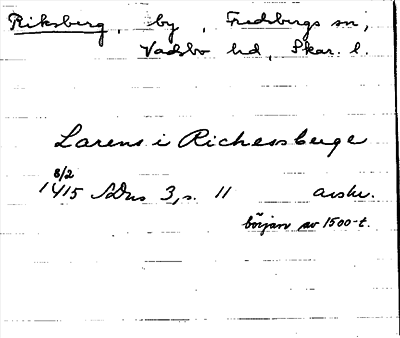 Riksberg, by, Fredsbergs sn,
Vadsbo hd, Skar. l.
Larens i Richessberge
8/2
1415 SDns 3, s. 11 avskr.
början av 1500-t.